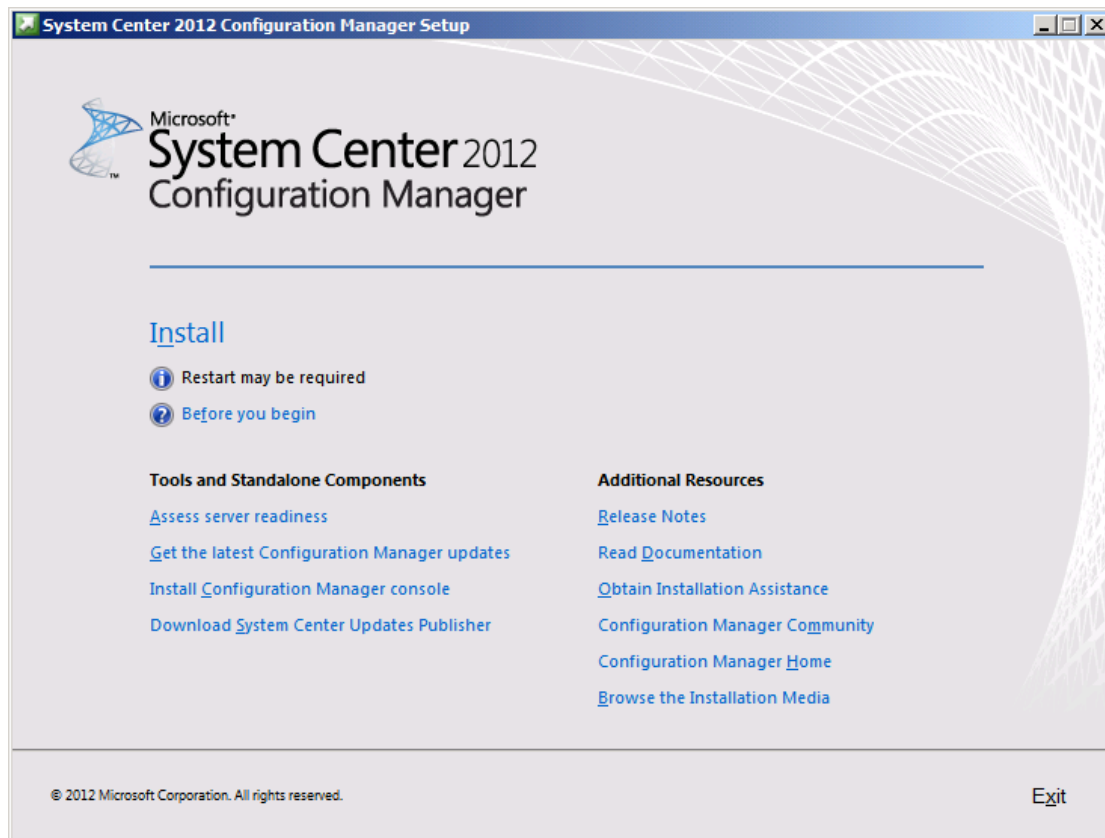 System Center 2012 Configuration Manager Setup
Microsoft®
System Center 2012
™
Configuration Manager
Install
Restart may be required
Before you begin
Tools and Standalone Components
Assess server readiness
Get the latest Configuration Manager updates
Install Configuration Manager console
Download System Center Updates Publisher
Additional Resources
Release Notes
Read Documentation
Obtain Installation Assistance
Configuration Manager Community
Configuration Manager Home
Browse the Installation Media
© 2012 Microsoft Corporation. All rights reserved.
Exit